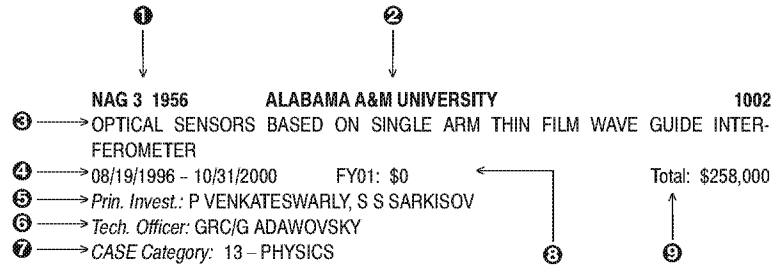 ❶ ❷
NAG 3 1956 ALABAMA A&M UNIVERSITY 1002
❸ OPTICAL SENSORS BASED ON SINGLE ARM THIN FILM WAVE GUIDE INTER-
FEROMETER
❹ 08/19/1996 – 10/31/2000 FY01: $0 Total: $258,000
❺ Prin. Invest.: P VENKATESWARLY, S S SARKISOV
❻ Tech. Officer: GRC/G ADAWOVSKY
❼ CASE Category: 13 – PHYSICS ❽ ❾